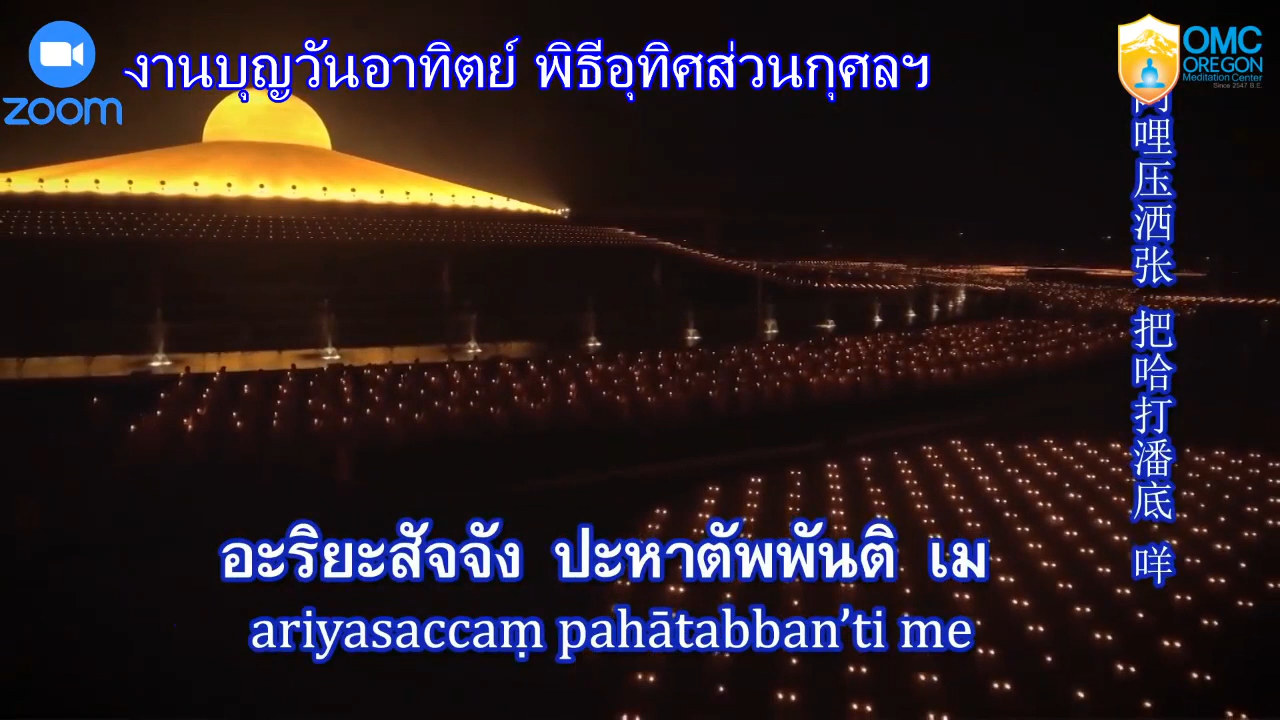 zoom
งานบุญวันอาทิตย์ พิธีอุทิศส่วนกุศลฯ
OMC
OREGON
Meditation Center
Since 2547 B.E.
哩压洒张 把哈打潘底 咩
อะริยะสัจจัง ปะหาตัพพันติ เม
ariyasaccaṃ pahātabban’ti me